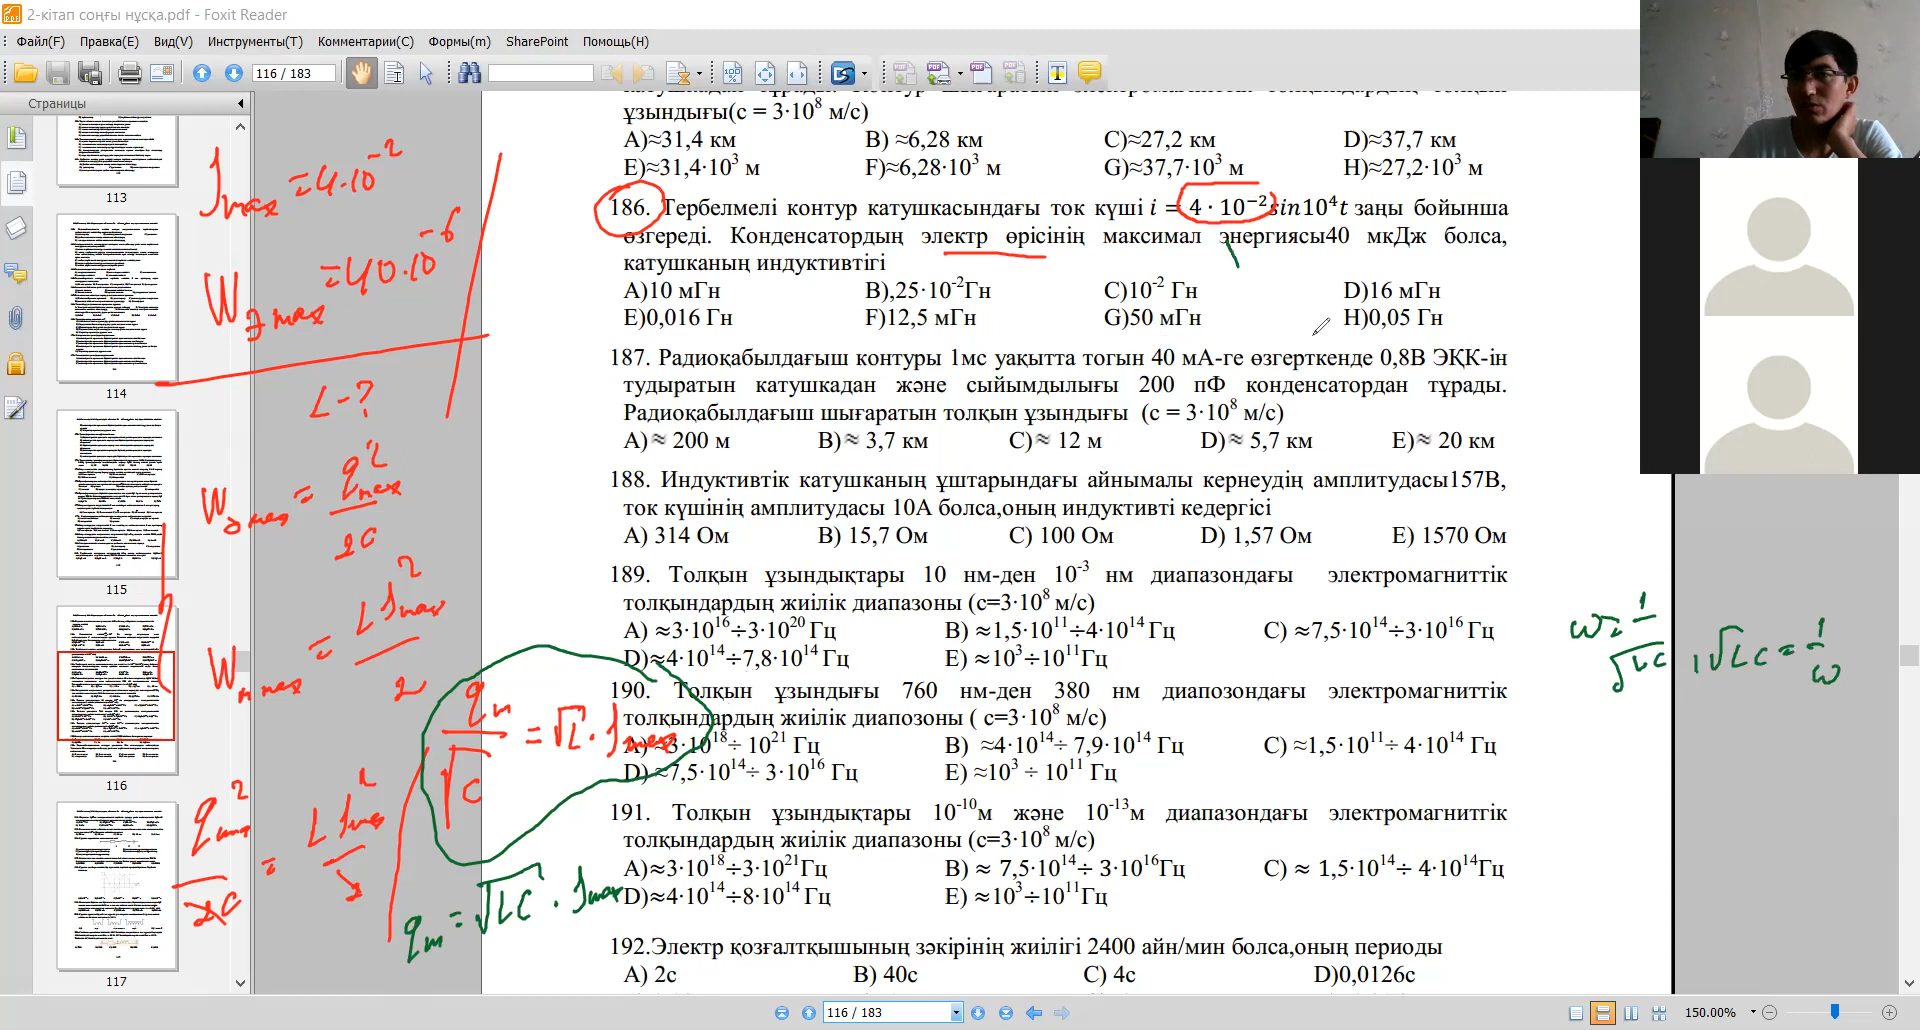 2-кітап соңғы нұсқа.pdf - Foxit Reader
Файл(F) Правка(E) Вид(V) Инструменты(T) Комментарии(C) Формы(m) SharePoint Помощь(H)
116 / 183
Страницы
113
114
115
116
117
ұзындығы(с = 3·10⁸ м/с)
A)≈31,4 км B) ≈6,28 км C)≈27,2 км D)≈37,7 км
E)≈31,4·10³ м F)≈6,28·10³ м G)≈37,7·10³ м H)≈27,2·10³ м
186. Тербелмелі контур катушкасындағы ток күші i = 4 · 10⁻²sin10⁴t заңы бойынша
өзгереді. Конденсатордың электр өрісінің максимал энергиясы40 мкДж болса,
катушканың индуктивтігі
A)10 мГн B),25·10⁻²Гн C)10⁻² Гн D)16 мГн
E)0,016 Гн F)12,5 мГн G)50 мГн H)0,05 Гн
187. Радиоқабылдағыш контуры 1мс уақытта тогын 40 мА-ге өзгерткенде 0,8В ЭҚК-ін
тудыратын катушкадан және сыйымдылығы 200 пФ конденсатордан тұрады.
Радиоқабылдағыш шығаратын толқын ұзындығы (с = 3·10⁸ м/с)
A)≈ 200 м B)≈ 3,7 км C)≈ 12 м D)≈ 5,7 км E)≈ 20 км
188. Индуктивтік катушканың ұштарындағы айнымалы кернеудің амплитудасы157В,
ток күшінің амплитудасы 10А болса,оның индуктивті кедергісі
A) 314 Ом B) 15,7 Ом C) 100 Ом D) 1,57 Ом E) 1570 Ом
189. Толқын ұзындықтары 10 нм-ден 10⁻³ нм диапазондағы электромагниттік
толқындардың жиілік диапазоны (с=3·10⁸ м/с)
A) ≈3·10¹⁶÷3·10²⁰ Гц B) ≈1,5·10¹¹÷4·10¹⁴ Гц C) ≈7,5·10¹⁴÷3·10¹⁶ Гц
D)≈4·10¹⁴÷7,8·10¹⁴ Гц E) ≈10³÷10¹¹Гц
190. Толқын ұзындығы 760 нм-ден 380 нм диопозондағы электромагниттік
толқындардың жиілік диапозоны ( с=3·10⁸ м/с)
A) ≈3·10¹⁸÷ 10²¹ Гц B) ≈4·10¹⁴÷ 7,9·10¹⁴ Гц C) ≈1,5·10¹¹÷ 4·10¹⁴ Гц
D) ≈7,5·10¹⁴÷ 3·10¹⁶ Гц E) ≈10³ ÷ 10¹¹ Гц
191. Толқын ұзындықтары 10⁻¹⁰м және 10⁻¹³м диапазондағы электромагниттік
толқындардың жиілік диапазоны (с=3·10⁸ м/с)
A)≈3·10¹⁸÷3·10²¹Гц B) ≈ 7,5·10¹⁴÷ 3·10¹⁶Гц C) ≈ 1,5·10¹⁴÷ 4·10¹⁴Гц
D)≈4·10¹⁴÷8·10¹⁴ Гц E) ≈10³÷10¹¹Гц
192.Электр қозғалтқышының зәкірінің жиілігі 2400 айн/мин болса,оның периоды
A) 2с B) 40с C) 4с D)0,0126с
Jmax = 4·10⁻²
Wэmax = 40·10⁻⁶
L - ?
Wэmax = q²max / 2C
Wмmax = LJ²max / 2
q²max / 2C = LJ²max / 2
qм / √C = √L · Jmax
qм = √LC · Jmax
ω = 1 / √LC
1√LC = 1 / ω
116 / 183
150.00%